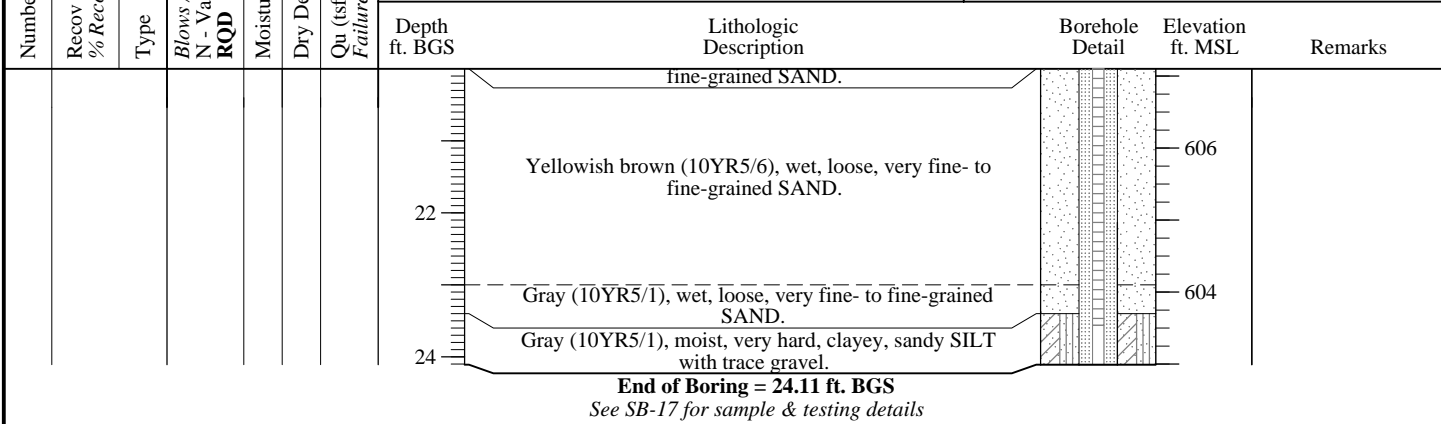 Numbe
Recov
% Rece
Type
Blows
N - Va
RQD
Moistu
Dry De
Qu (tsf
Failure
Depth
ft. BGS
Lithologic
Description
Borehole
Detail
Elevation
ft. MSL
Remarks
fine-grained SAND.
Yellowish brown (10YR5/6), wet, loose, very fine- to
fine-grained SAND.
606
22
Gray (10YR5/1), wet, loose, very fine- to fine-grained
SAND.
604
Gray (10YR5/1), moist, very hard, clayey, sandy SILT
with trace gravel.
24
End of Boring = 24.11 ft. BGS
See SB-17 for sample & testing details